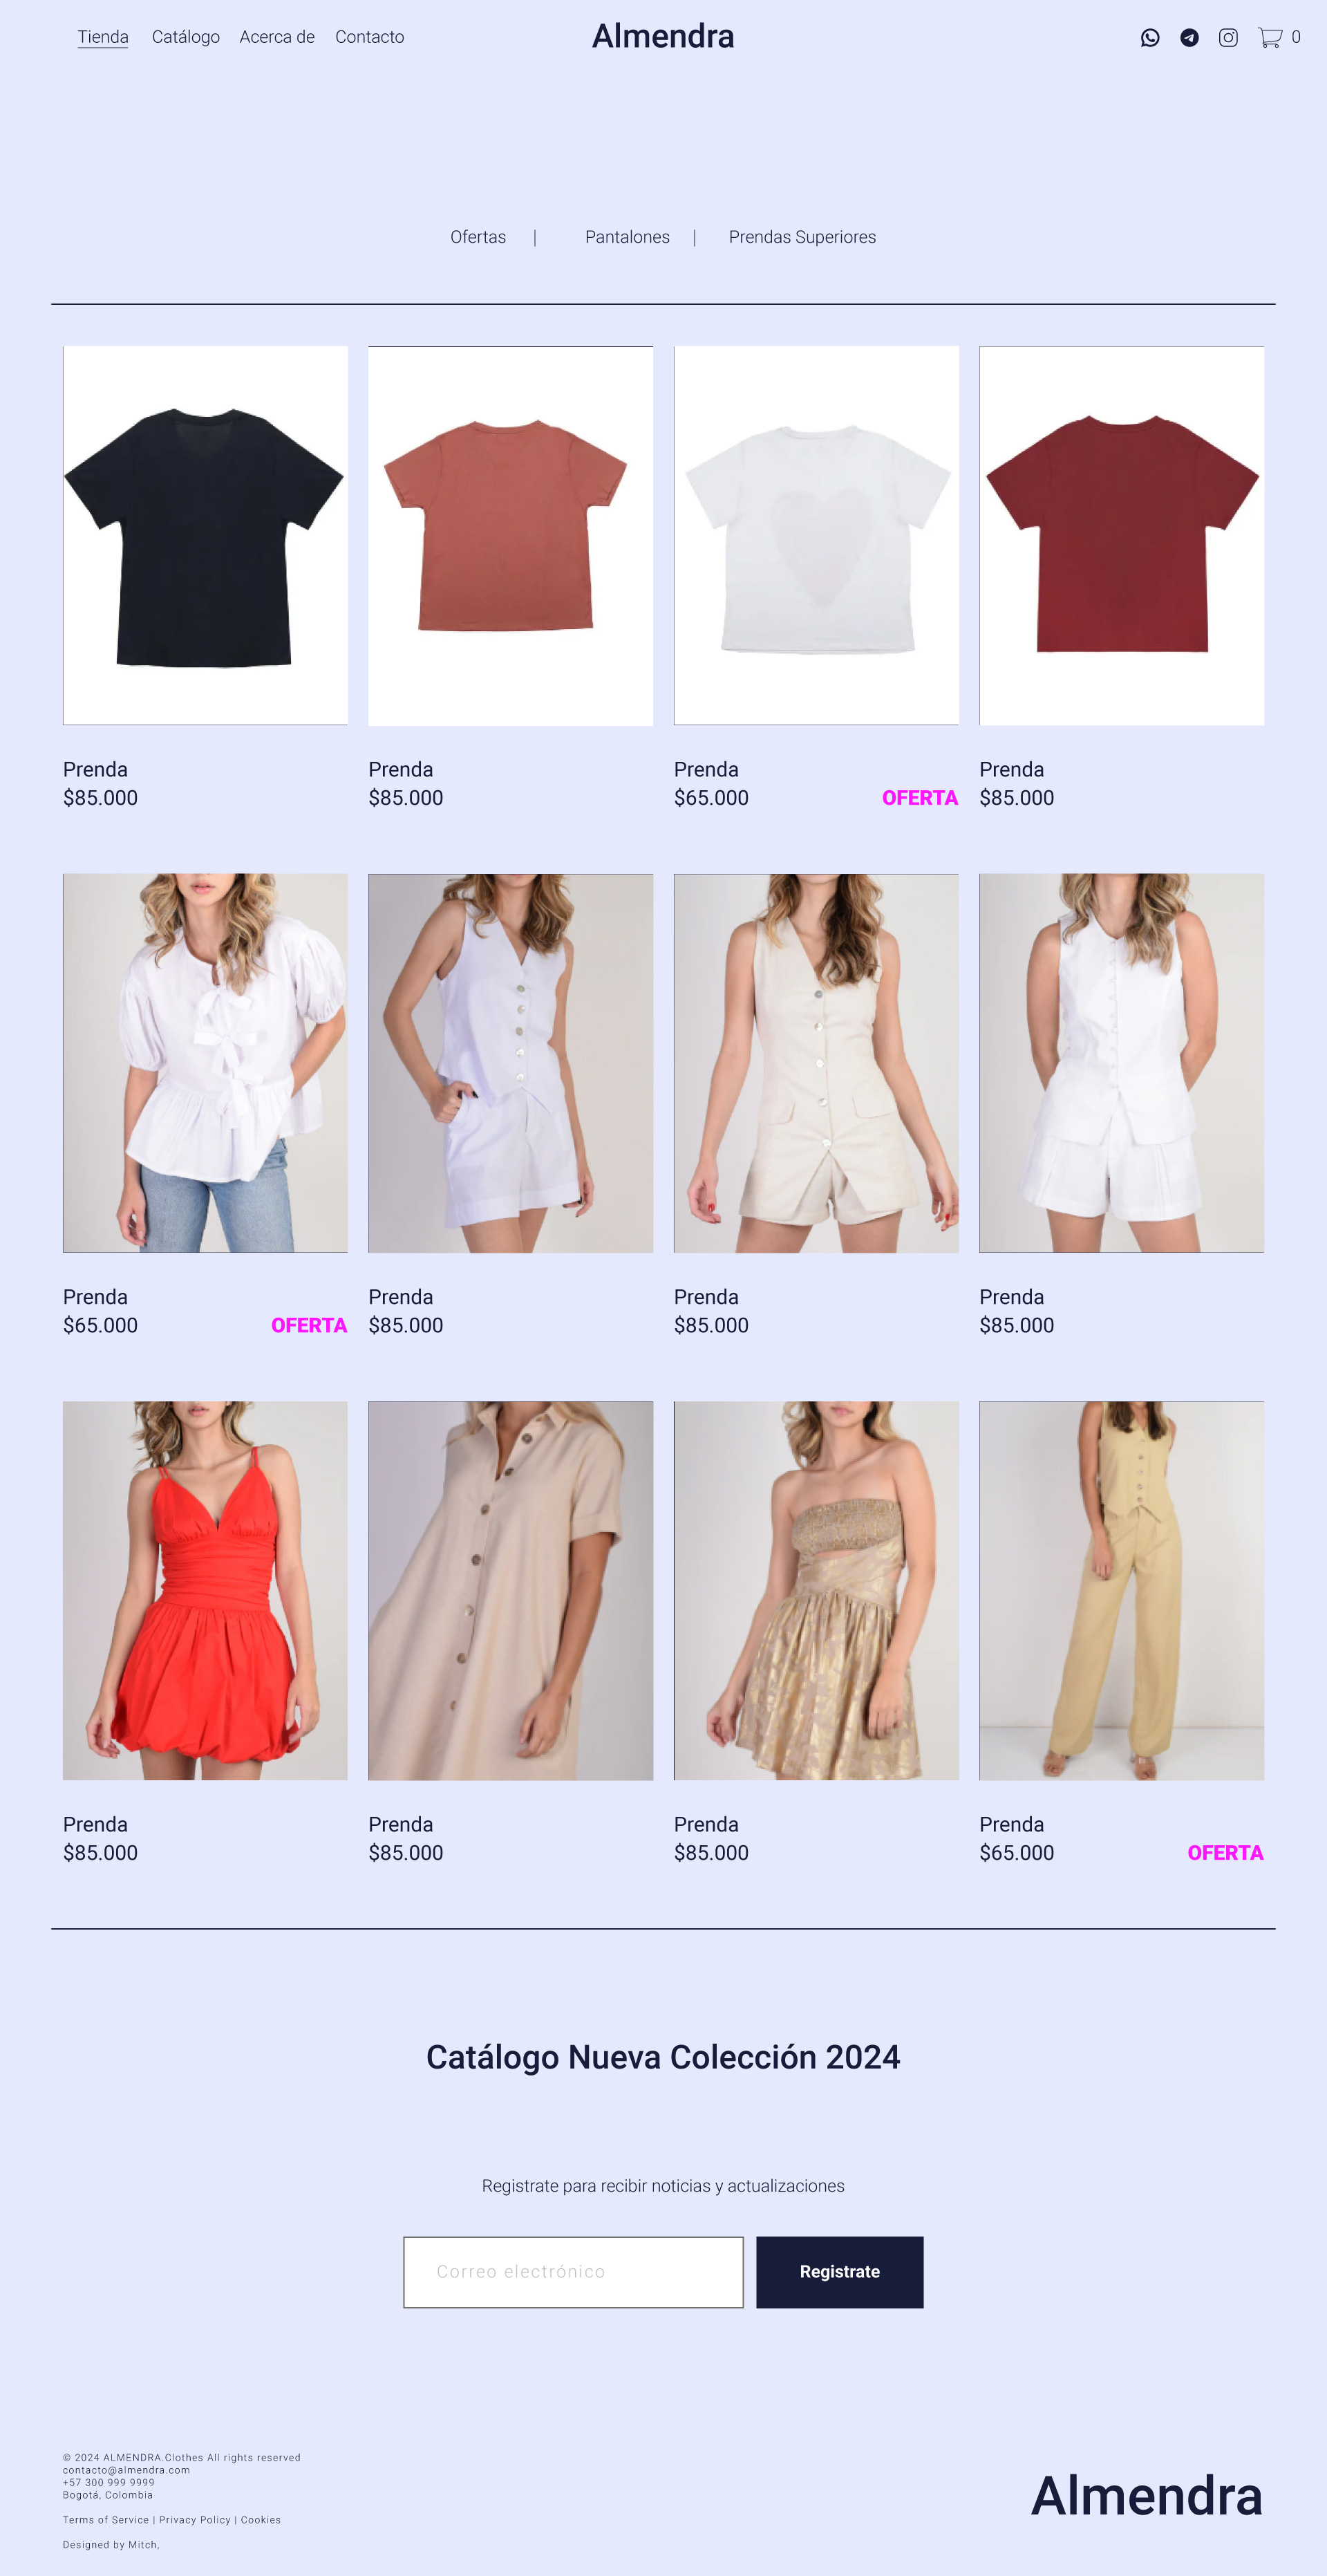 Tienda Catálogo Acerca de Contacto Almendra 0
Ofertas | Pantalones | Prendas Superiores
Prenda Prenda Prenda Prenda
$85.000 $85.000 $65.000 OFERTA $85.000
Prenda Prenda Prenda Prenda
$65.000 OFERTA $85.000 $85.000 $85.000
Prenda Prenda Prenda Prenda
$85.000 $85.000 $85.000 $65.000 OFERTA
Catálogo Nueva Colección 2024
Registrate para recibir noticias y actualizaciones
Correo electrónico Registrate
© 2024 ALMENDRA.Clothes All rights reserved
contacto@almendra.com
+57 300 999 9999
Bogotá, Colombia
Terms of Service | Privacy Policy | Cookies
Designed by Mitch,
Almendra